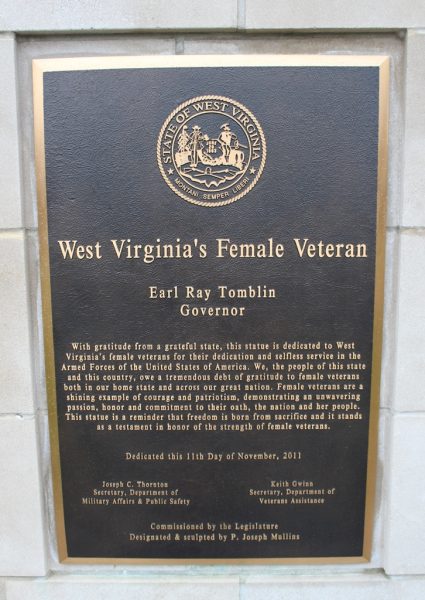 STATE OF WEST VIRGINIA
MONTANI SEMPER LIBERI
West Virginia's Female Veteran
Earl Ray Tomblin
Governor
With gratitude from a grateful state, this statue is dedicated to West
Virginia's female veterans for their dedication and selfless service in the
Armed Forces of the United States of America. We, the people of this state
and this country, owe a tremendous debt of gratitude to female veterans
both in our home state and across our great nation. Female veterans are a
shining example of courage and patriotism, demonstrating an unwavering
passion, honor and commitment to their oath, the nation and her people.
This statue is a reminder that freedom is born from sacrifice and it stands
as a testament in honor of the strength of female veterans.
Dedicated this 11th Day of November, 2011
Joseph C. Thornton
Secretary, Department of
Military Affairs & Public Safety
Keith Gwinn
Secretary, Department of
Veterans Assistance
Commissioned by the Legislature
Designed & sculpted by P. Joseph Mullins